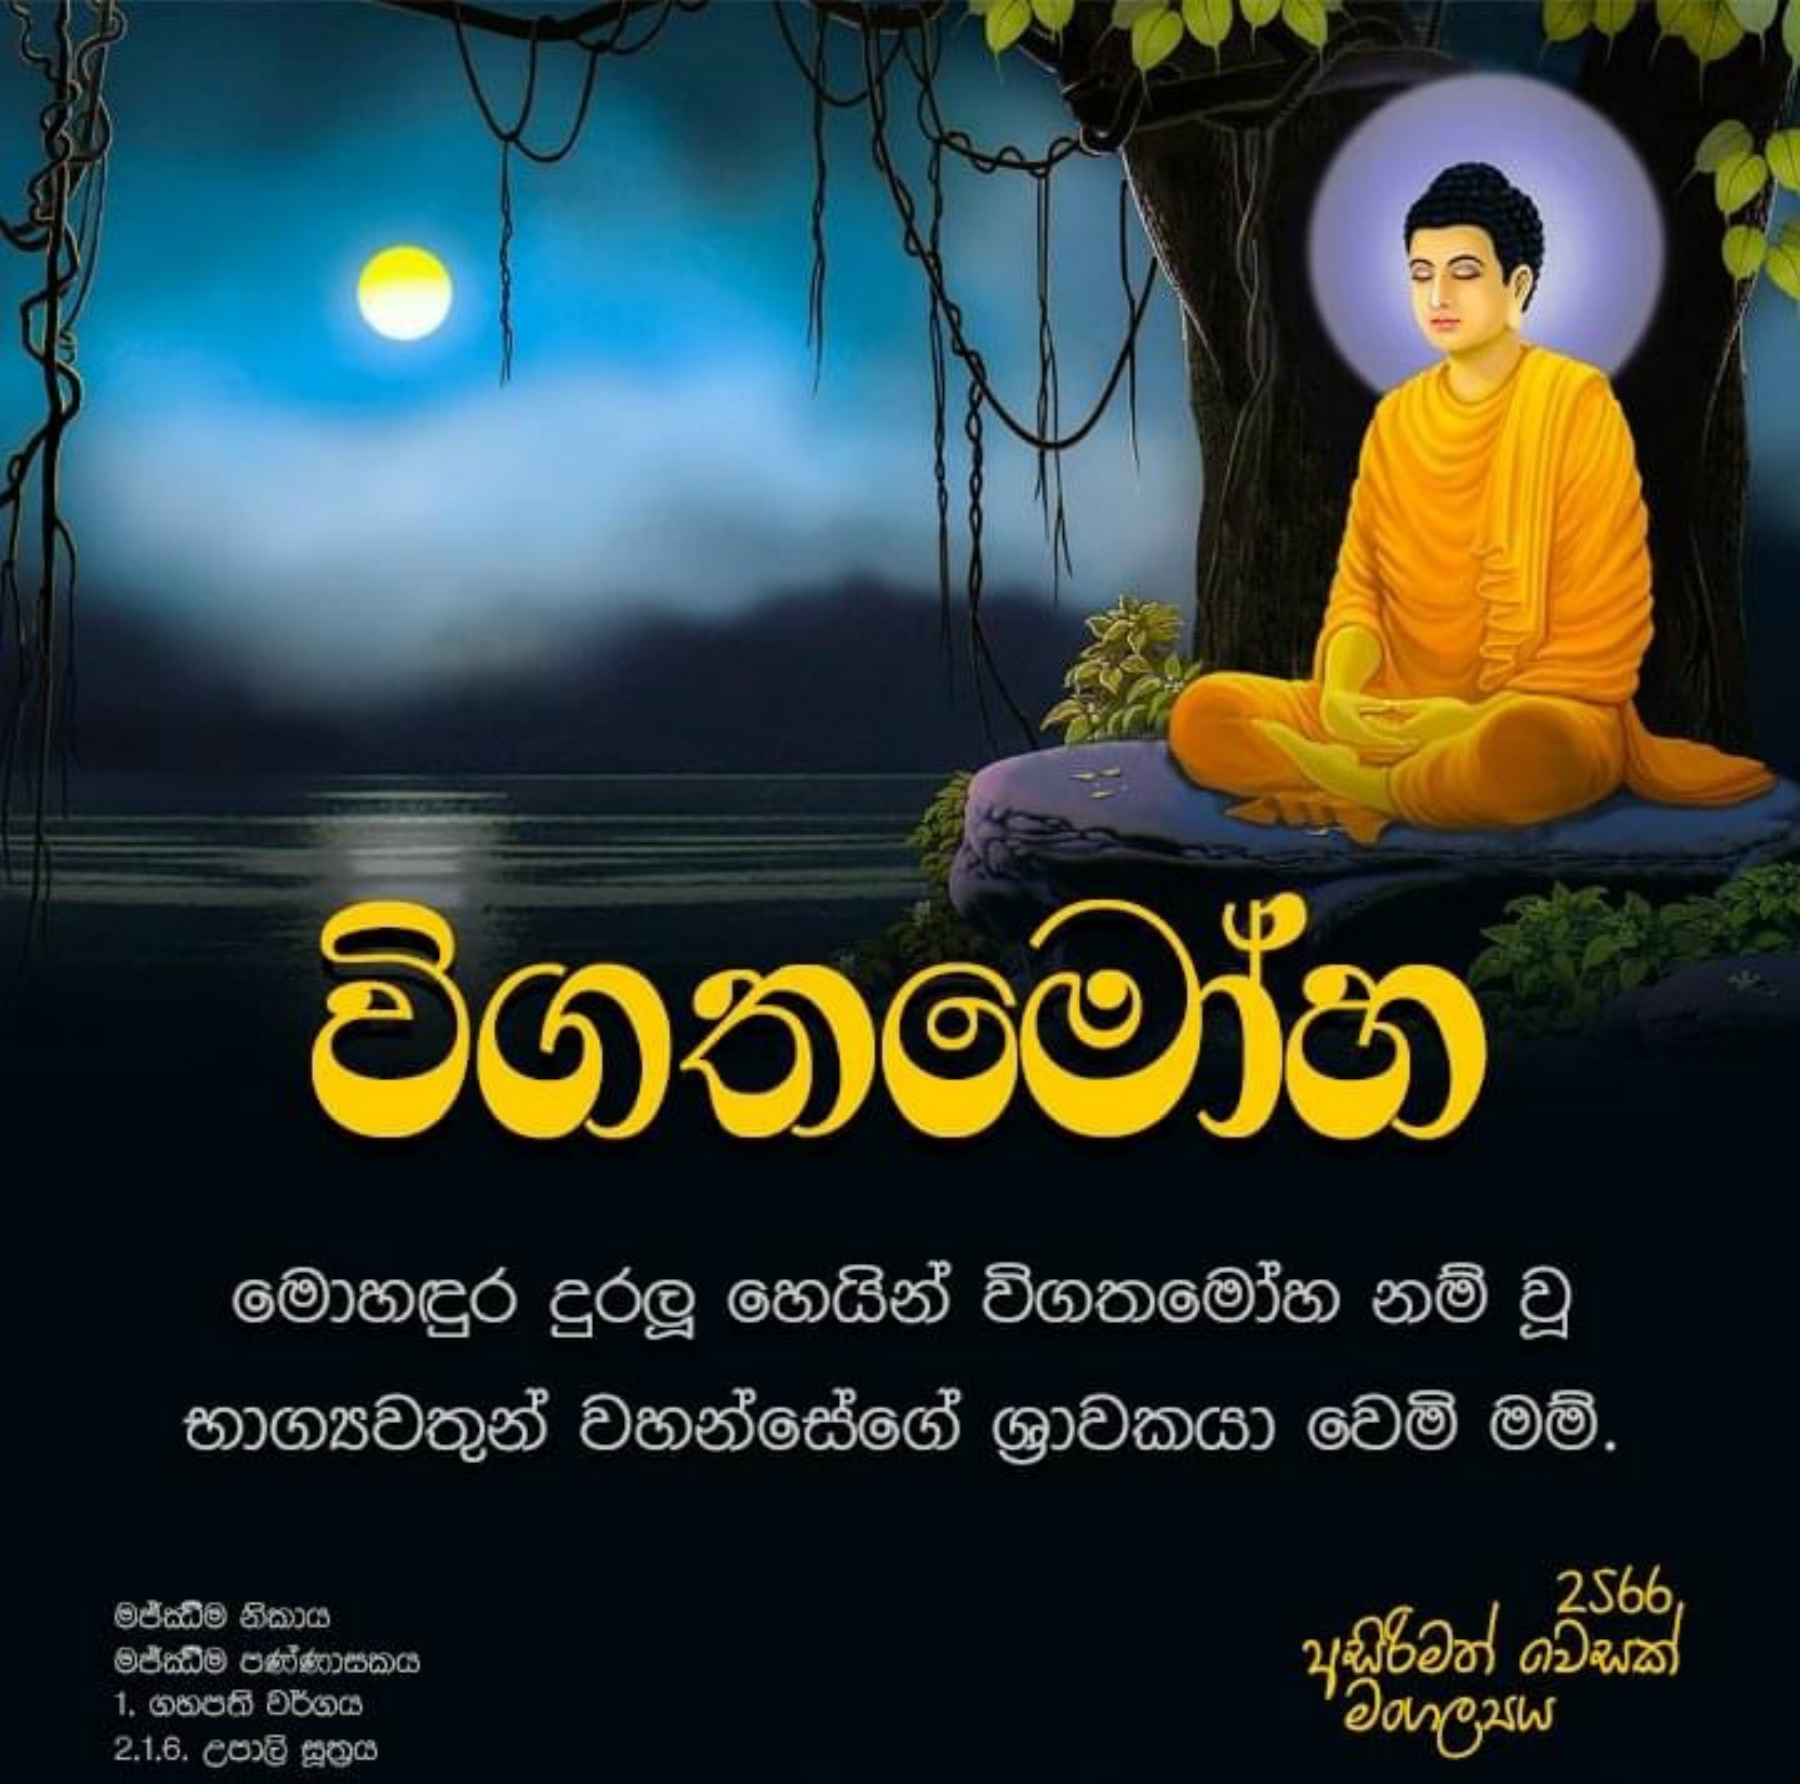 විගතමෝහ
මොහඳුර දුරලූ හෙයින් විගතමෝහ නම් වූ
භාග්‍යවතුන් වහන්සේගේ ශ්‍රාවකයා වෙමි මම්.
මජ්ඣිම නිකාය
මජ්ඣිම පණ්ණාසකය
1. ගහපති වර්ගය
2.1.6. උපාලි සූත්‍රය
2566
අසිරිමත් වෙසක්
මංගල්‍යය